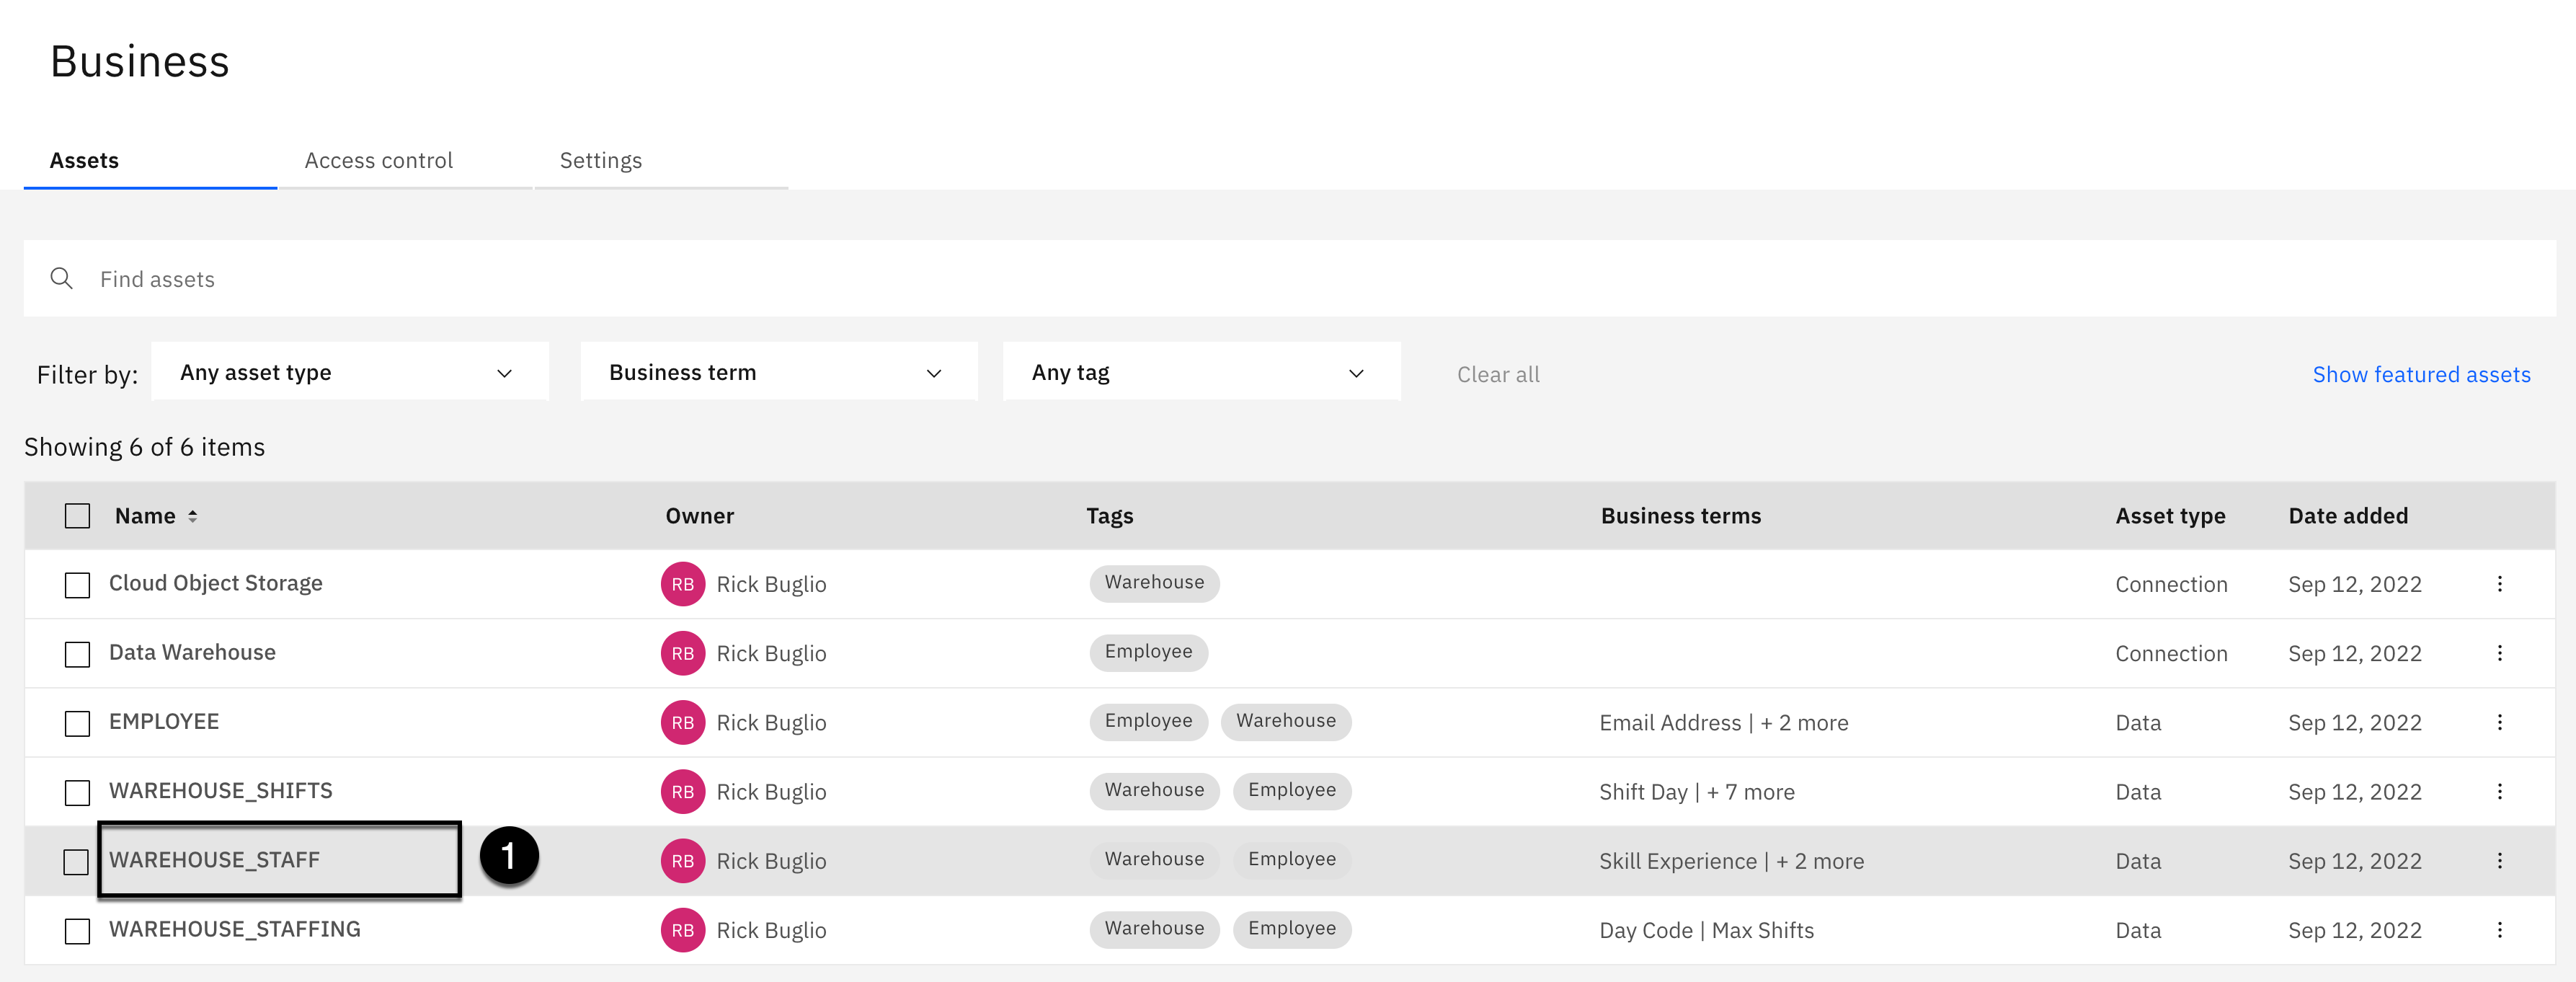 Business
Assets Access control Settings
Find assets
Filter by: Any asset type Business term Any tag Clear all Show featured assets
Showing 6 of 6 items
Name Owner Tags Business terms Asset type Date added
Cloud Object Storage RB Rick Buglio Warehouse Connection Sep 12, 2022
Data Warehouse RB Rick Buglio Employee Connection Sep 12, 2022
EMPLOYEE RB Rick Buglio Employee Warehouse Email Address | + 2 more Data Sep 12, 2022
WAREHOUSE_SHIFTS RB Rick Buglio Warehouse Employee Shift Day | + 7 more Data Sep 12, 2022
WAREHOUSE_STAFF 1 RB Rick Buglio Warehouse Employee Skill Experience | + 2 more Data Sep 12, 2022
WAREHOUSE_STAFFING RB Rick Buglio Warehouse Employee Day Code | Max Shifts Data Sep 12, 2022